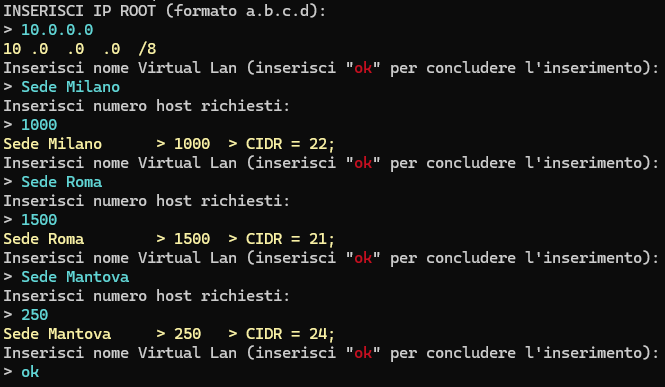 INSERISCI IP ROOT (formato a.b.c.d):
> 10.0.0.0
10 .0  .0  .0  /8
Inserisci nome Virtual Lan (inserisci "ok" per concludere l'inserimento):
> Sede Milano
Inserisci numero host richiesti:
> 1000
Sede Milano      > 1000  > CIDR = 22;
Inserisci nome Virtual Lan (inserisci "ok" per concludere l'inserimento):
> Sede Roma
Inserisci numero host richiesti:
> 1500
Sede Roma        > 1500  > CIDR = 21;
Inserisci nome Virtual Lan (inserisci "ok" per concludere l'inserimento):
> Sede Mantova
Inserisci numero host richiesti:
> 250
Sede Mantova     > 250   > CIDR = 24;
Inserisci nome Virtual Lan (inserisci "ok" per concludere l'inserimento):
> ok